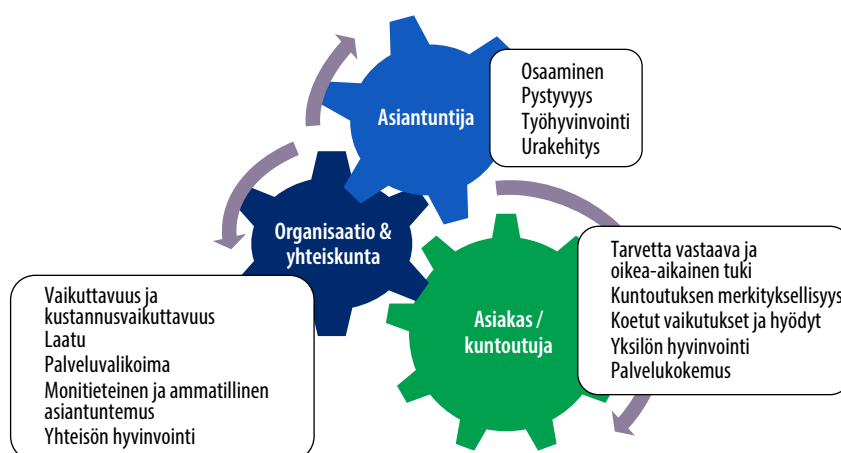 Asiantuntija
Osaaminen
Pystyvyys
Työhyvinvointi
Urakehitys
Organisaatio &
yhteiskunta
Vaikuttavuus ja
kustannusvaikuttavuus
Laatu
Palveluvalikoima
Monitieteinen ja ammatillinen
asiantuntemus
Yhteisön hyvinvointi
Asiakas /
kuntoutuja
Tarvetta vastaava ja
oikea-aikainen tuki
Kuntoutuksen merkityksellisyys
Koetut vaikutukset ja hyödyt
Yksilön hyvinvointi
Palvelukokemus